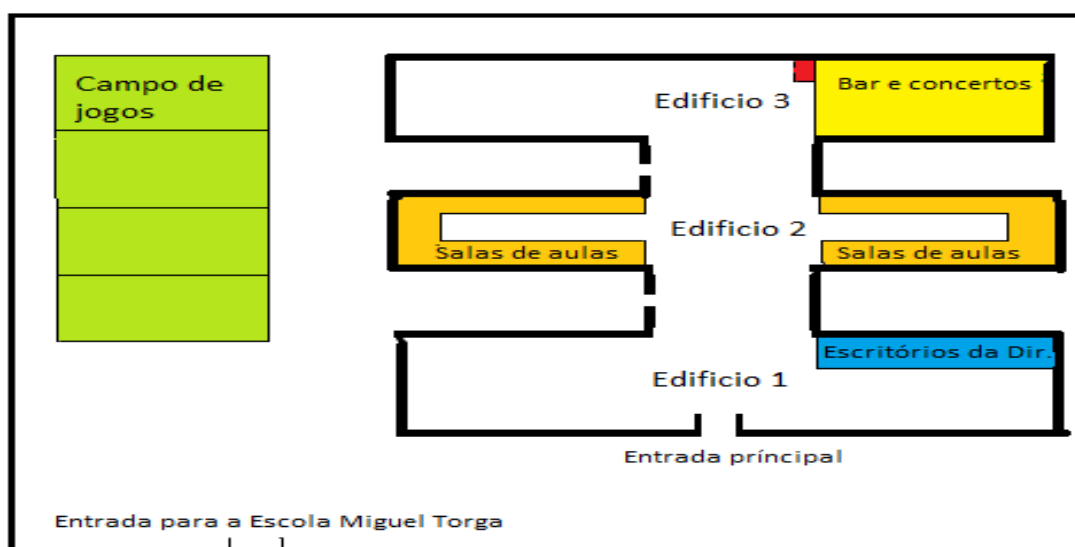 Campo de
jogos
Edificio 3
Bar e concertos
Edificio 2
Salas de aulas
Salas de aulas
Escritórios da Dir.
Edificio 1
Entrada príncipal
Entrada para a Escola Miguel Torga